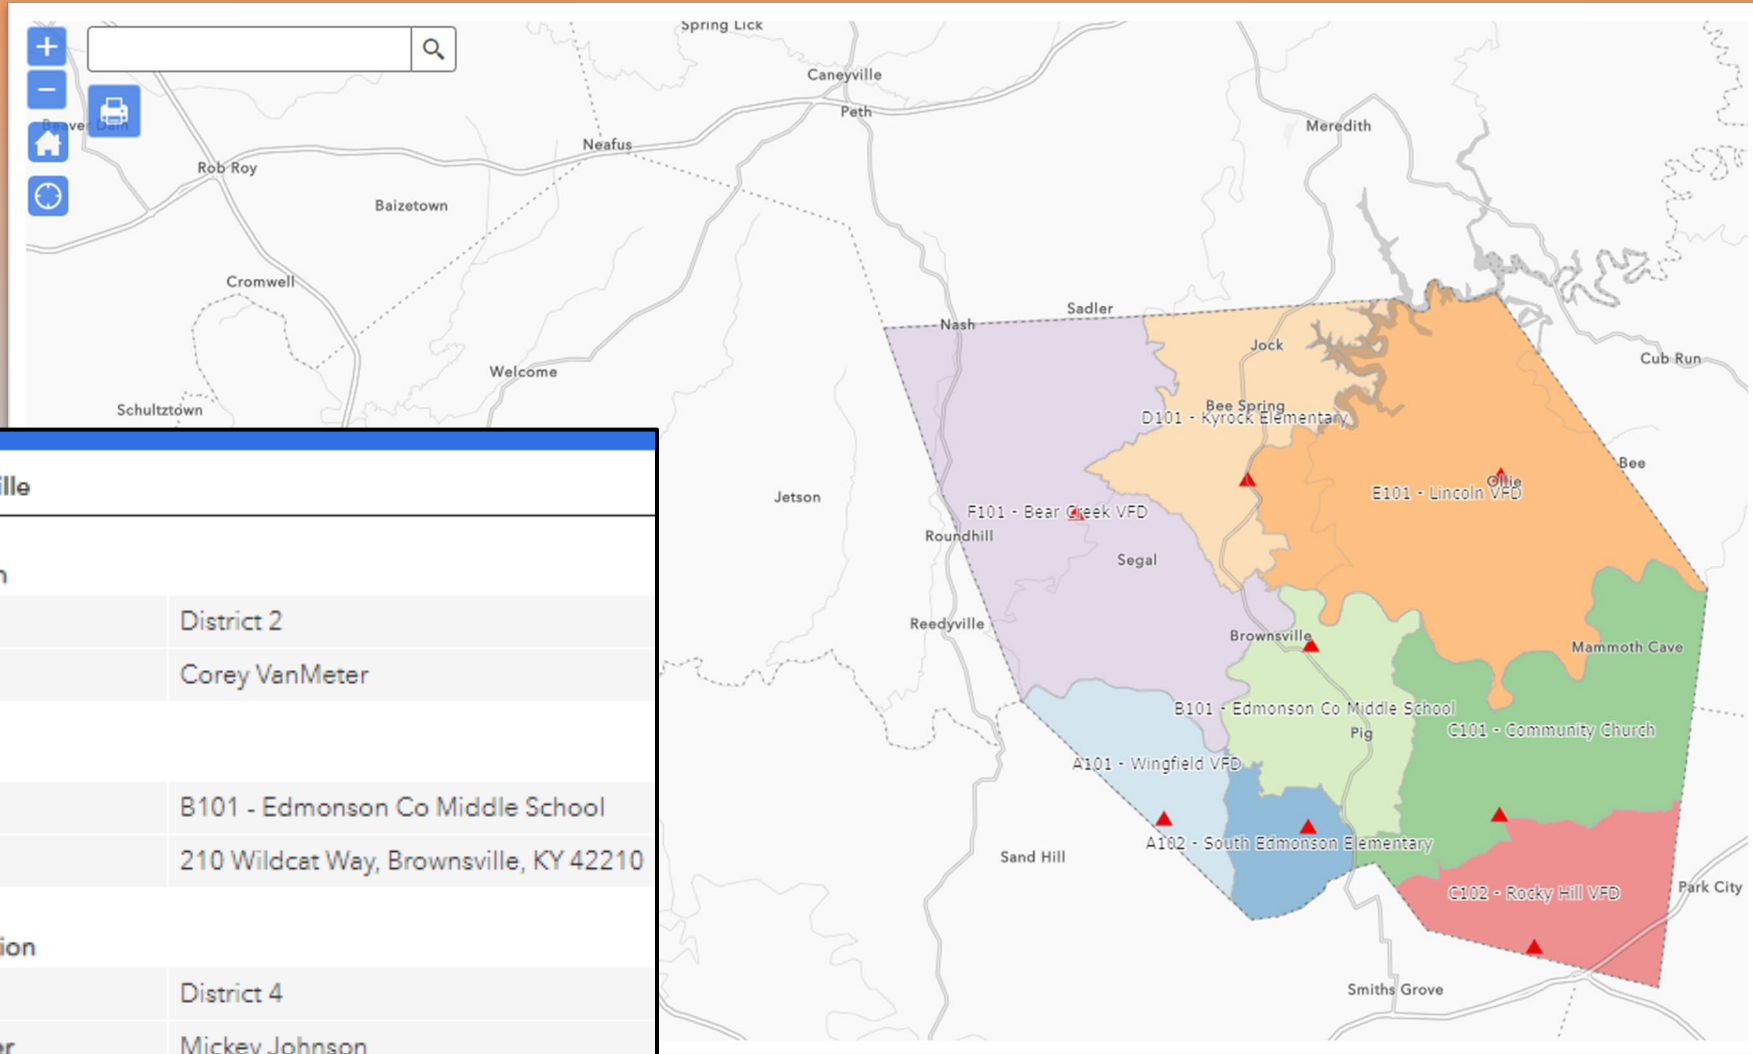 Spring Lick
Caneyville
Peth
Meredith
Beaver Dam
Neafus
Rob Roy
Baizetown
Cromwell
Sadler
Nash
Jock
Cub Run
Welcome
Schultztown
Bee Spring
D101 - Kyrock Elementary
Bee
Ollie
E101 - Lincoln VFD
Jetson
F101 - Bear Creek VFD
Roundhill
Segal
Reedyville
Brownsville
Mammoth Cave
B101 - Edmonson Co Middle School
Pig
C101 - Community Church
A101 - Wingfield VFD
A102 - South Edmonson Elementary
Sand Hill
C102 - Rocky Hill VFD
Park City
Smiths Grove
ille
n
District 2
Corey VanMeter
B101 - Edmonson Co Middle School
210 Wildcat Way, Brownsville, KY 42210
ion
District 4
er Mickey Johnson